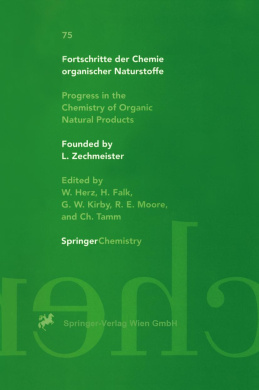 75
Fortschritte der Chemie
organischer Naturstoffe
Progress in the
Chemistry of Organic
Natural Products
Founded by
L. Zechmeister
Edited by
W. Herz, H. Falk,
G. W. Kirby, R. E. Moore,
and Ch. Tamm
SpringerChemistry
Springer-Verlag Wien GmbH